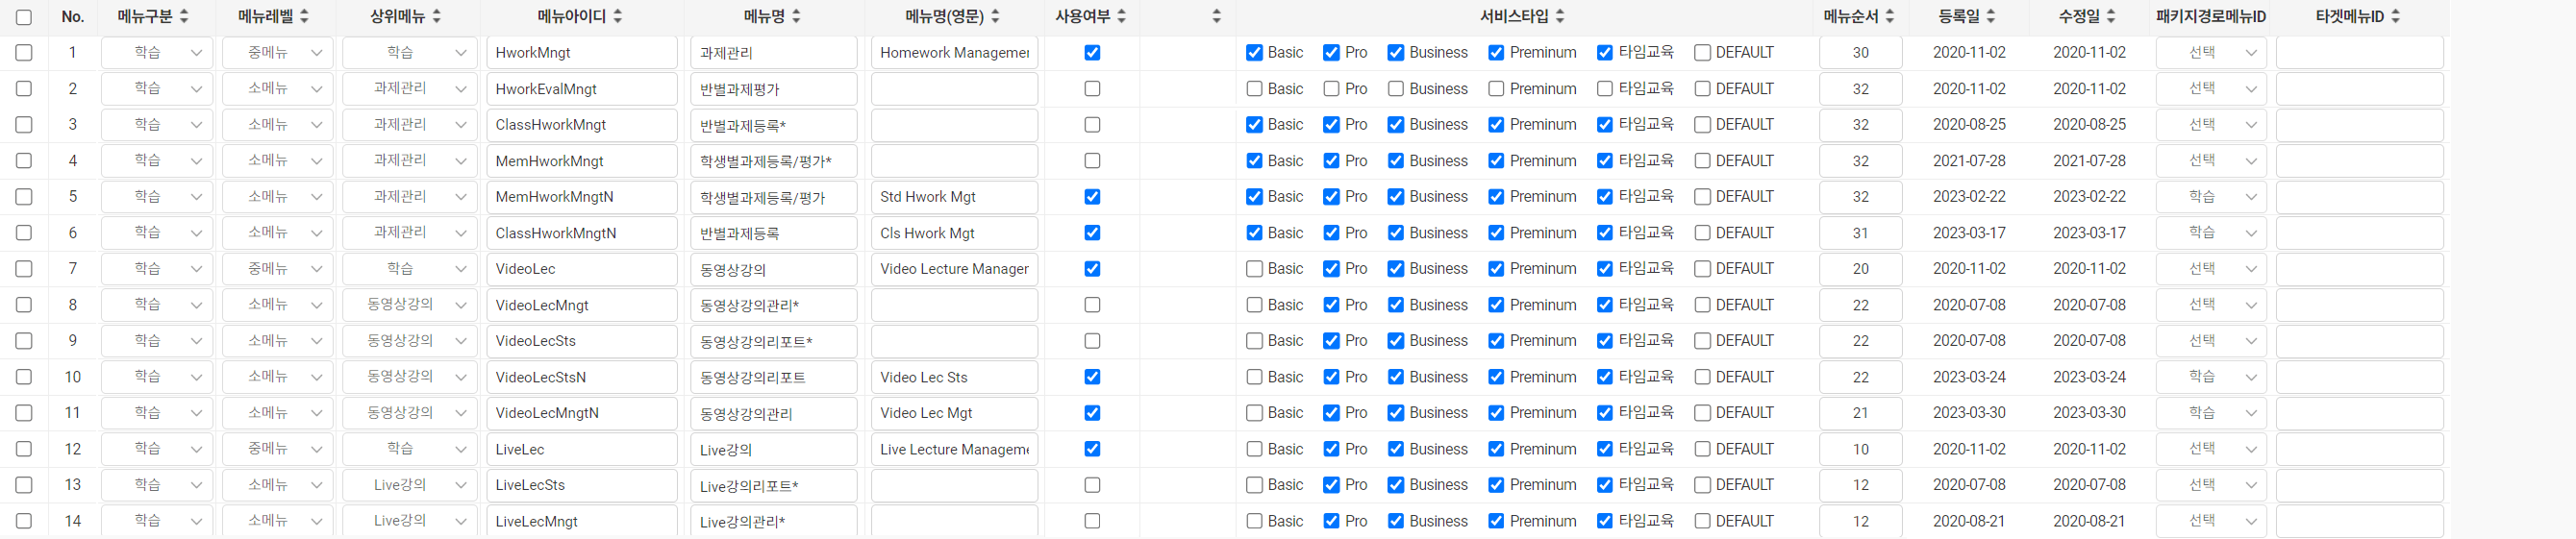 No. 메뉴구분 메뉴레벨 상위메뉴 메뉴아이디 메뉴명 메뉴명(영문) 사용여부 서비스타입 메뉴순서 등록일 수정일 패키지경로메뉴ID 타겟메뉴ID
1 학습 중메뉴 학습 HworkMngt 과제관리 Homework Managemer Basic Pro Business Preminum 타임교육 DEFAULT 30 2020-11-02 2020-11-02 선택
2 학습 소메뉴 과제관리 HworkEvalMngt 반별과제평가 Basic Pro Business Preminum 타임교육 DEFAULT 32 2020-11-02 2020-11-02 선택
3 학습 소메뉴 과제관리 ClassHworkMngt 반별과제등록* Basic Pro Business Preminum 타임교육 DEFAULT 32 2020-08-25 2020-08-25 선택
4 학습 소메뉴 과제관리 MemHworkMngt 학생별과제등록/평가* Basic Pro Business Preminum 타임교육 DEFAULT 32 2021-07-28 2021-07-28 선택
5 학습 소메뉴 과제관리 MemHworkMngtN 학생별과제등록/평가 Std Hwork Mgt Basic Pro Business Preminum 타임교육 DEFAULT 32 2023-02-22 2023-02-22 학습
6 학습 소메뉴 과제관리 ClassHworkMngtN 반별과제등록 Cls Hwork Mgt Basic Pro Business Preminum 타임교육 DEFAULT 31 2023-03-17 2023-03-17 학습
7 학습 중메뉴 학습 VideoLec 동영상강의 Video Lecture Manager Basic Pro Business Preminum 타임교육 DEFAULT 20 2020-11-02 2020-11-02 선택
8 학습 소메뉴 동영상강의 VideoLecMngt 동영상강의관리* Basic Pro Business Preminum 타임교육 DEFAULT 22 2020-07-08 2020-07-08 선택
9 학습 소메뉴 동영상강의 VideoLecSts 동영상강의리포트* Basic Pro Business Preminum 타임교육 DEFAULT 22 2020-07-08 2020-07-08 선택
10 학습 소메뉴 동영상강의 VideoLecStsN 동영상강의리포트 Video Lec Sts Basic Pro Business Preminum 타임교육 DEFAULT 22 2023-03-24 2023-03-24 학습
11 학습 소메뉴 동영상강의 VideoLecMngtN 동영상강의관리 Video Lec Mgt Basic Pro Business Preminum 타임교육 DEFAULT 21 2023-03-30 2023-03-30 학습
12 학습 중메뉴 학습 LiveLec Live강의 Live Lecture Manageme Basic Pro Business Preminum 타임교육 DEFAULT 10 2020-11-02 2020-11-02 선택
13 학습 소메뉴 Live강의 LiveLecSts Live강의리포트* Basic Pro Business Preminum 타임교육 DEFAULT 12 2020-07-08 2020-07-08 선택
14 학습 소메뉴 Live강의 LiveLecMngt Live강의관리* Basic Pro Business Preminum 타임교육 DEFAULT 12 2020-08-21 2020-08-21 선택